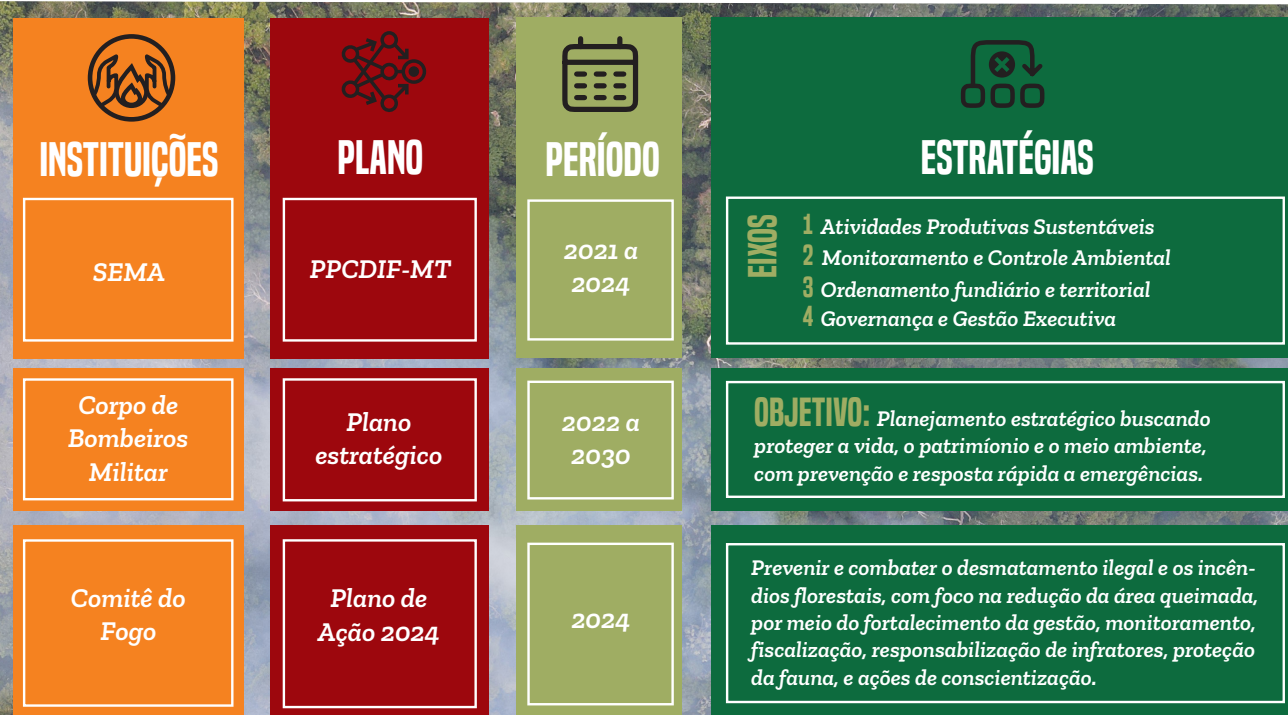 INSTITUIÇÕES
PLANO
PERÍODO
ESTRATÉGIAS
SEMA
PPCDIF-MT
2021 a
2024
EIXOS
1 Atividades Produtivas Sustentáveis
2 Monitoramento e Controle Ambiental
3 Ordenamento fundiário e territorial
4 Governança e Gestão Executiva
Corpo de
Bombeiros
Militar
Plano
estratégico
2022 a
2030
OBJETIVO: Planejamento estratégico buscando
proteger a vida, o patrímíonio e o meio ambiente,
com prevenção e resposta rápida a emergências.
Comitê do
Fogo
Plano de
Ação 2024
2024
Prevenir e combater o desmatamento ilegal e os incên-
dios florestais, com foco na redução da área queimada,
por meio do fortalecimento da gestão, monitoramento,
fiscalização, responsabilização de infratores, proteção
da fauna, e ações de conscientização.